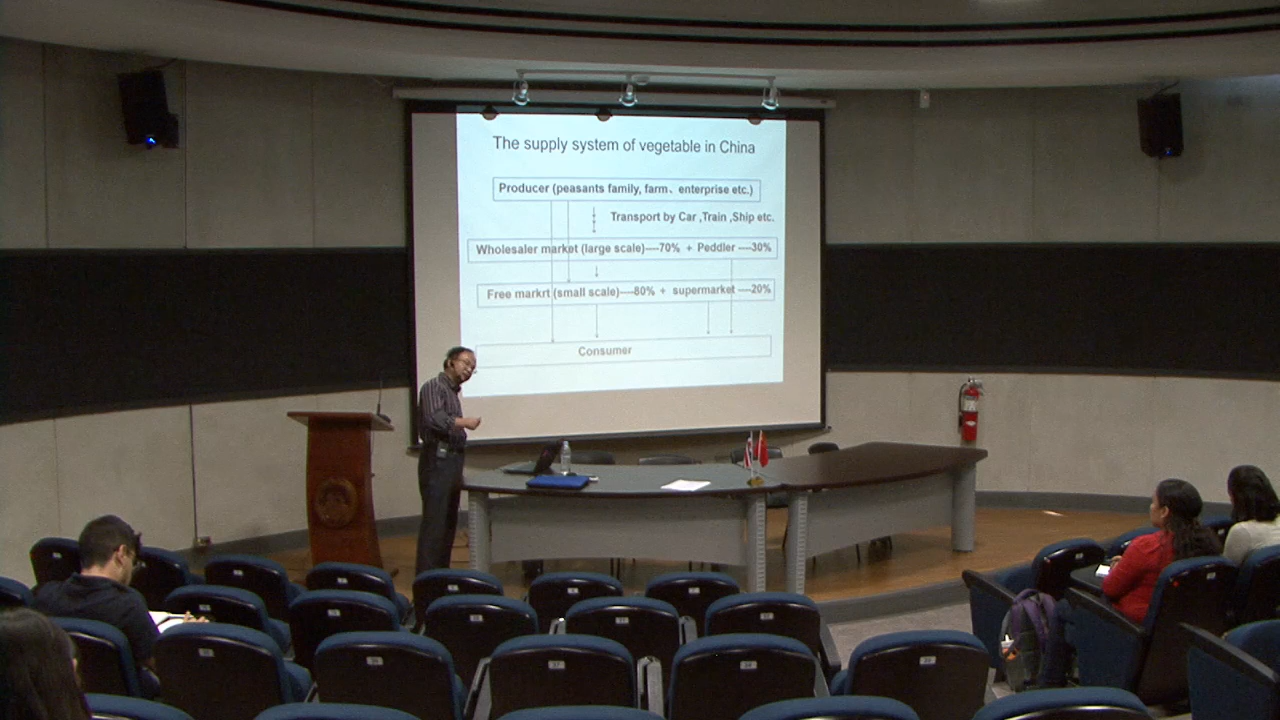 The supply system of vegetable in China
Producer (peasants family, farm、enterprise etc.)
Transport by Car ,Train ,Ship etc.
Wholesaler market (large scale)----70% + Peddler ----30%
Free markrt (small scale)----80% + supermarket ----20%
Consumer